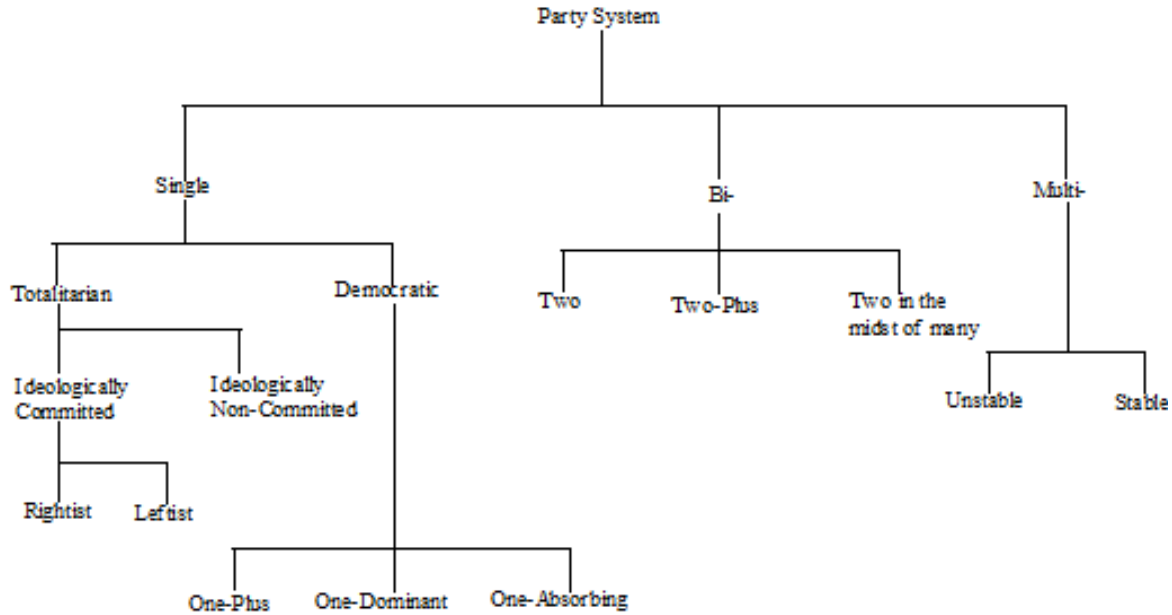 Party System
Single
Bi-
Multi-
Totalitarian
Democratic
Two
Two-Plus
Two in the
midst of many
Ideologically
Committed
Ideologically
Non-Committed
Unstable
Stable
Rightist
Leftist
One-Plus
One-Dominant
One-Absorbing